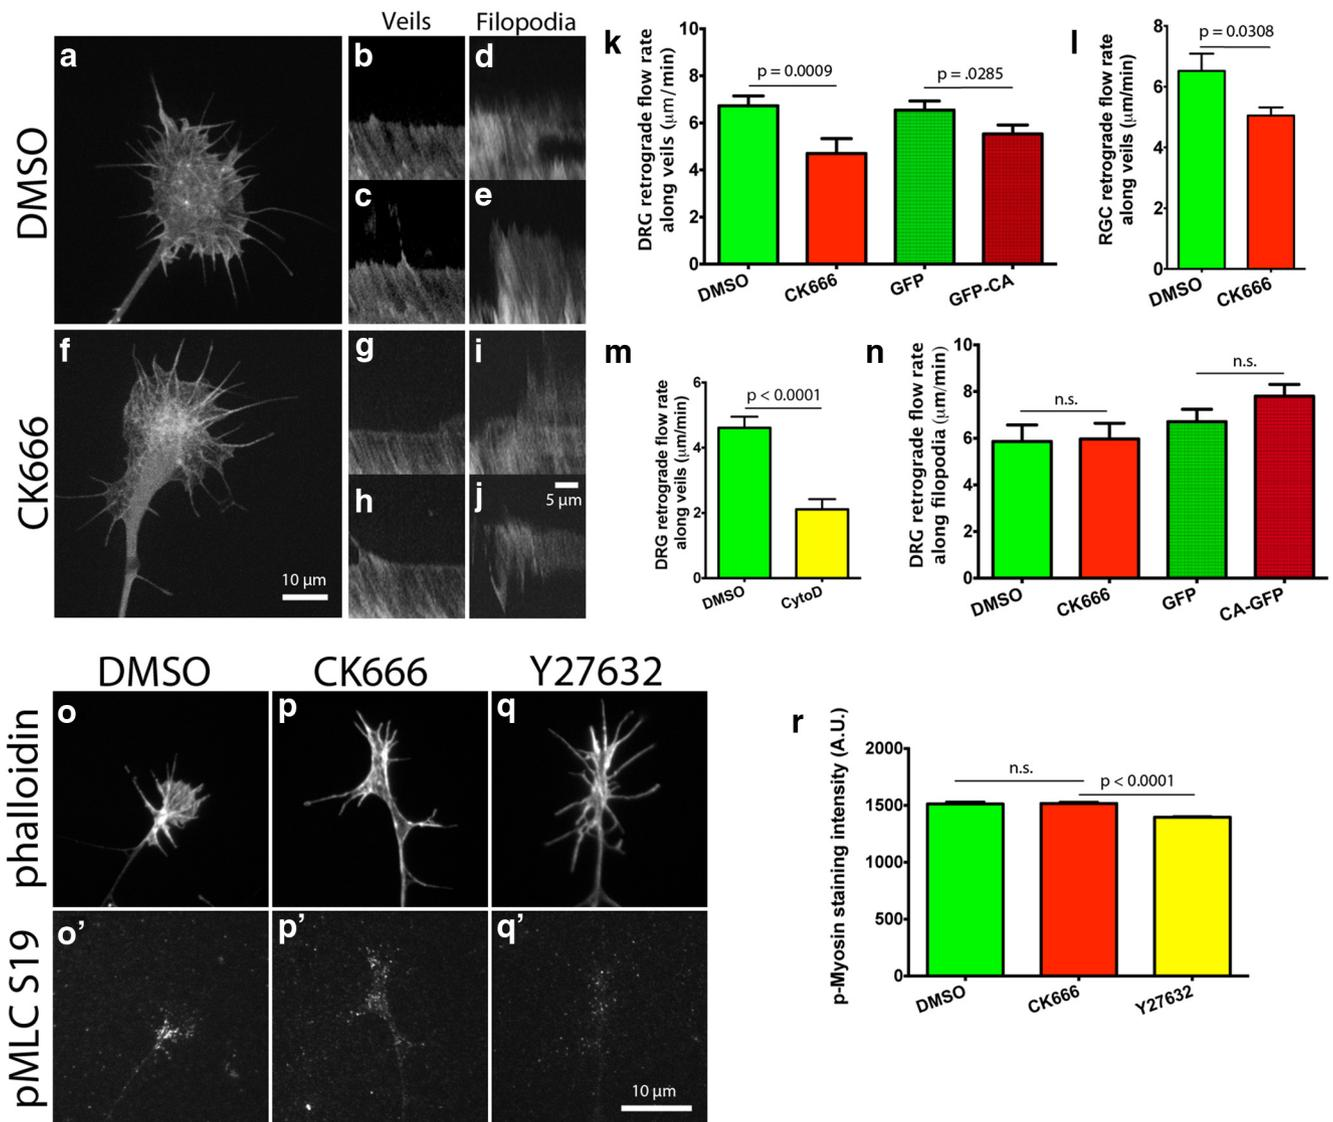 Veils
Filopodia
DMSO
a
b
d
c
e
CK666
f
g
i
h
j
5 µm
10 µm
k
DRG retrograde flow rate
along veils (µm/min)
10
8
6
4
2
0
p = 0.0009
p = .0285
DMSO
CK666
GFP
GFP-CA
l
RGC retrograde flow rate
along veils (µm/min)
8
6
4
2
0
p = 0.0308
DMSO
CK666
m
DRG retrograde flow rate
along veils (µm/min)
6
4
2
0
p < 0.0001
DMSO
CytoD
n
DRG retrograde flow rate
along filopodia (µm/min)
10
8
6
4
2
0
n.s.
n.s.
DMSO
CK666
GFP
CA-GFP
DMSO
CK666
Y27632
phalloidin
o
p
q
pMLC S19
o’
p’
q’
10 µm
r
p-Myosin staining intensity (A.U.)
2000
1500
1000
500
0
n.s.
p < 0.0001
DMSO
CK666
Y27632